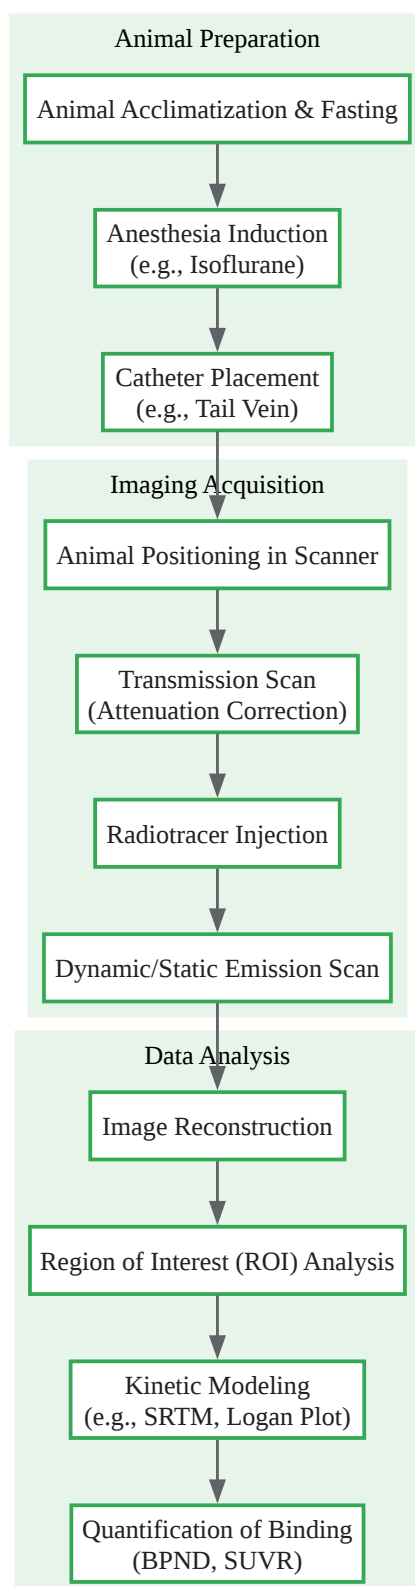 Animal Preparation
Animal Acclimatization & Fasting
Anesthesia Induction
(e.g., Isoflurane)
Catheter Placement
(e.g., Tail Vein)
Imaging Acquisition
Animal Positioning in Scanner
Transmission Scan
(Attenuation Correction)
Radiotracer Injection
Dynamic/Static Emission Scan
Data Analysis
Image Reconstruction
Region of Interest (ROI) Analysis
Kinetic Modeling
(e.g., SRTM, Logan Plot)
Quantification of Binding
(BPND, SUVR)